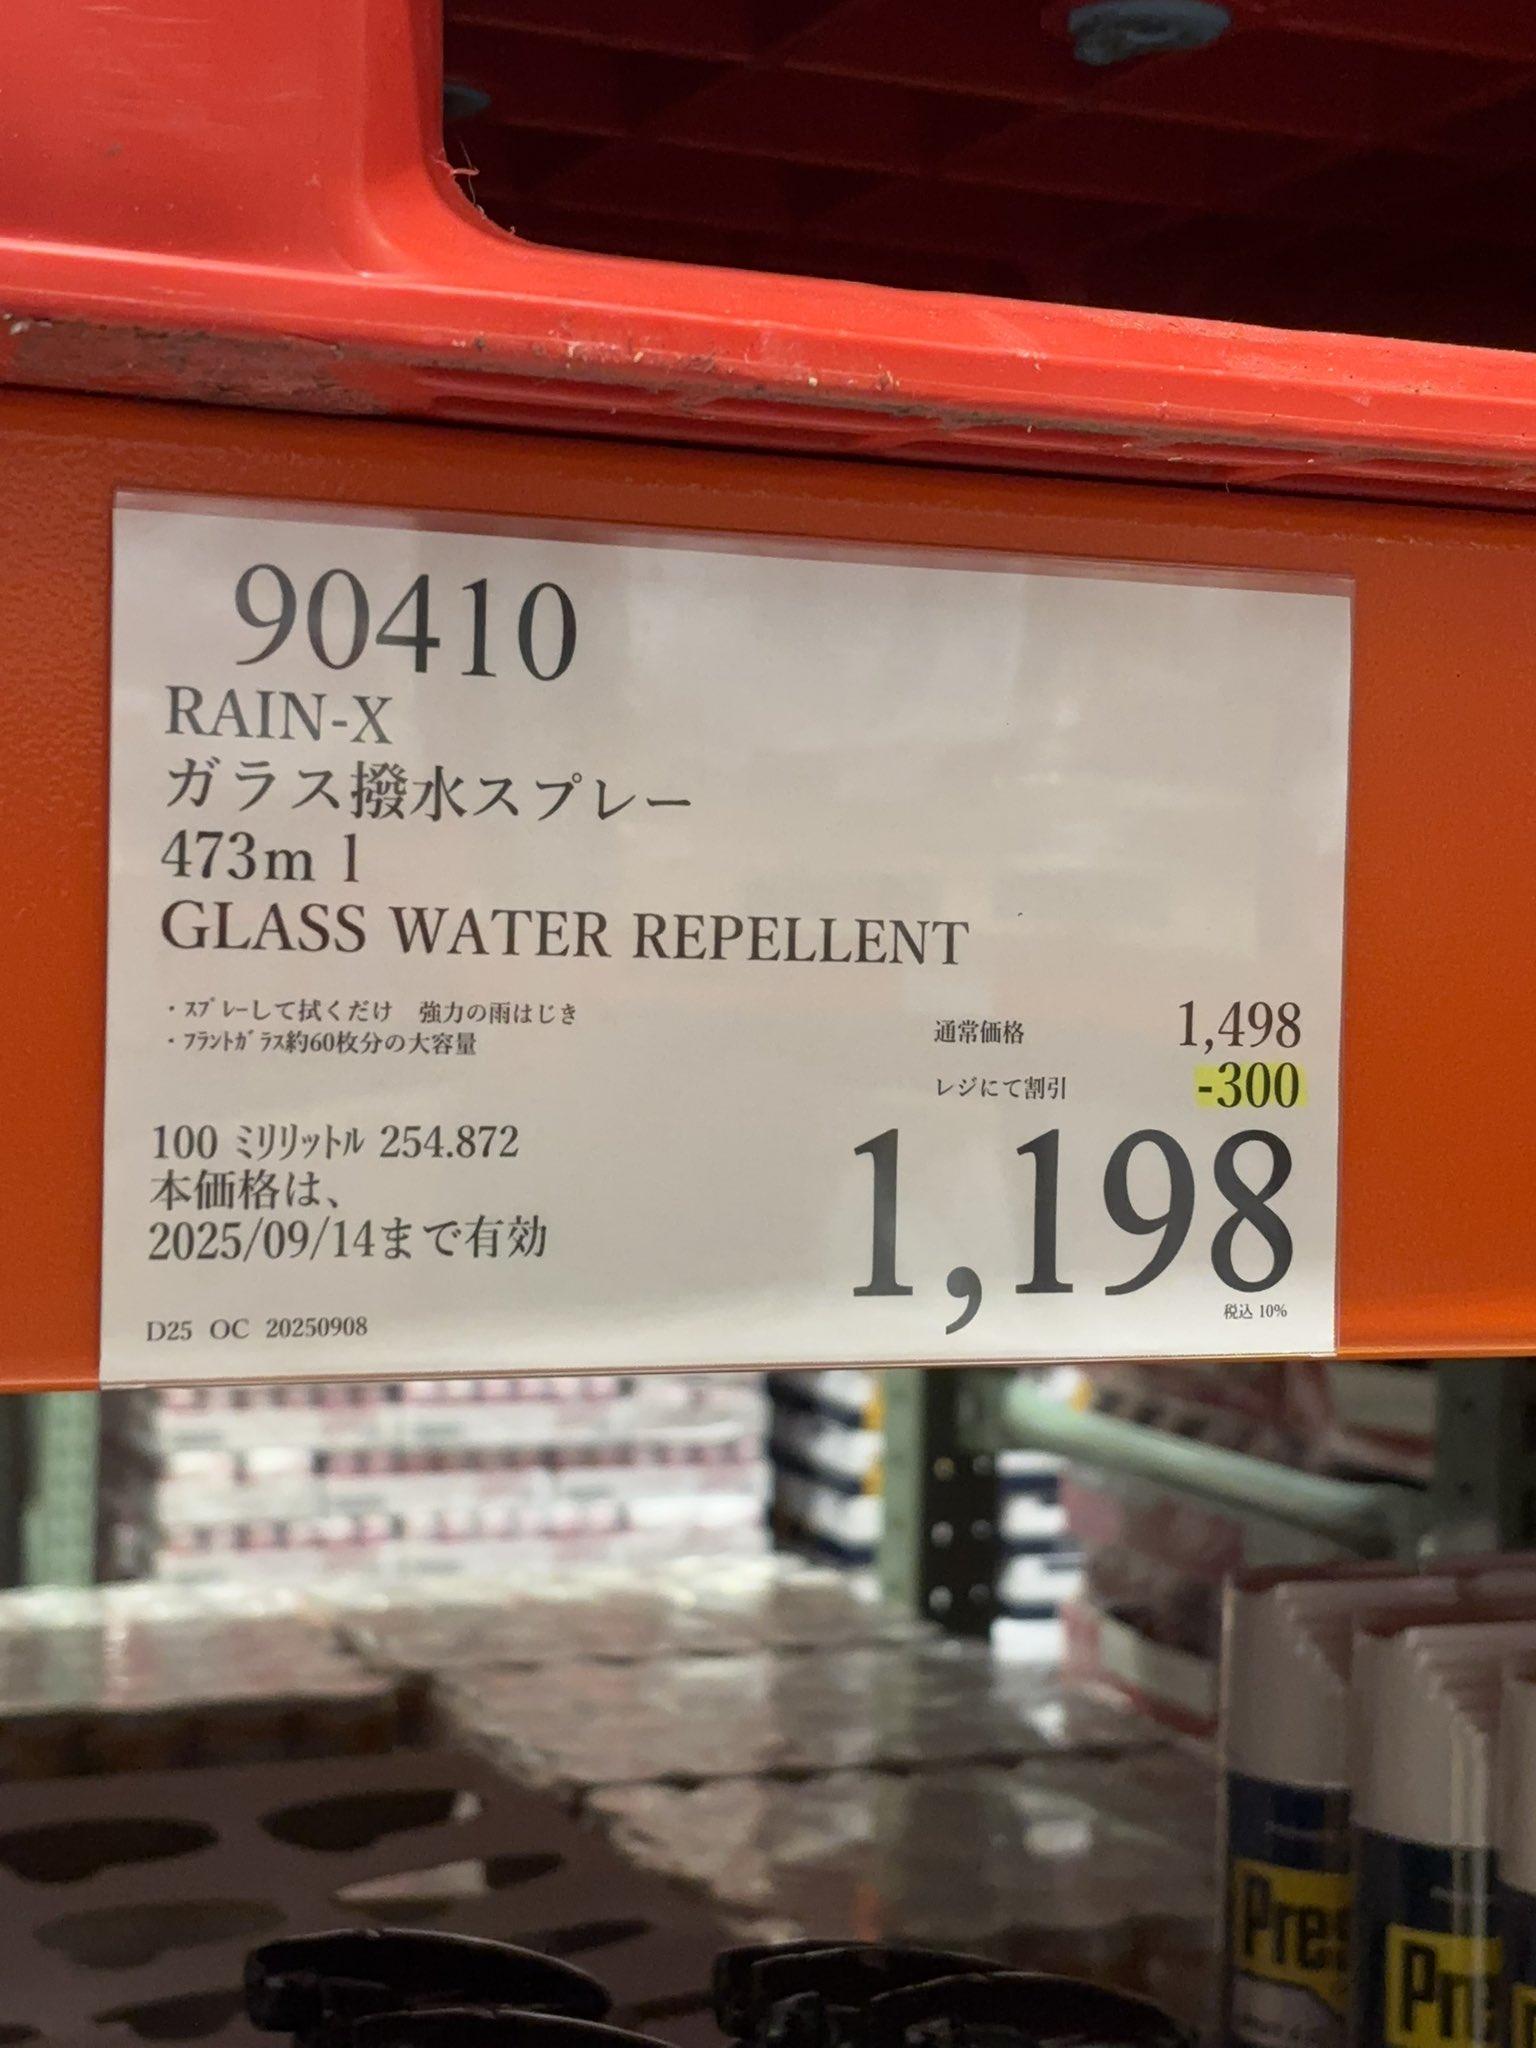 90410
RAIN-X
ガラス撥水スプレー
473m l
GLASS WATER REPELLENT
・ｽﾌﾟﾚｰして拭くだけ　強力の雨はじき
・ﾌﾗﾝﾄｶﾞﾗｽ約60枚分の大容量
通常価格 1,498
レジにて割引 -300
100 ﾐﾘﾘｯﾄﾙ 254.872
本価格は、
2025/09/14まで有効
1,198
税込 10%
D25 OC 20250908
Pres
Pre